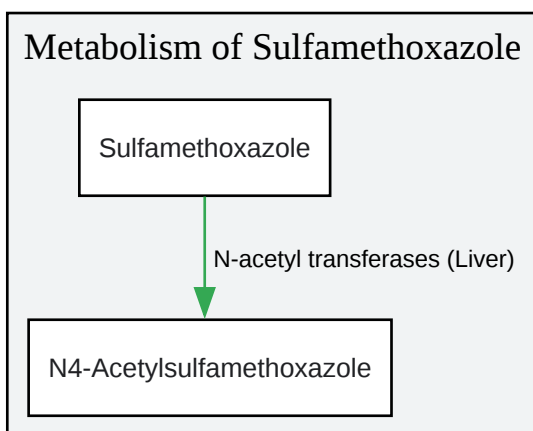 Metabolism of Sulfamethoxazole
Sulfamethoxazole
N-acetyl transferases (Liver)
N4-Acetylsulfamethoxazole